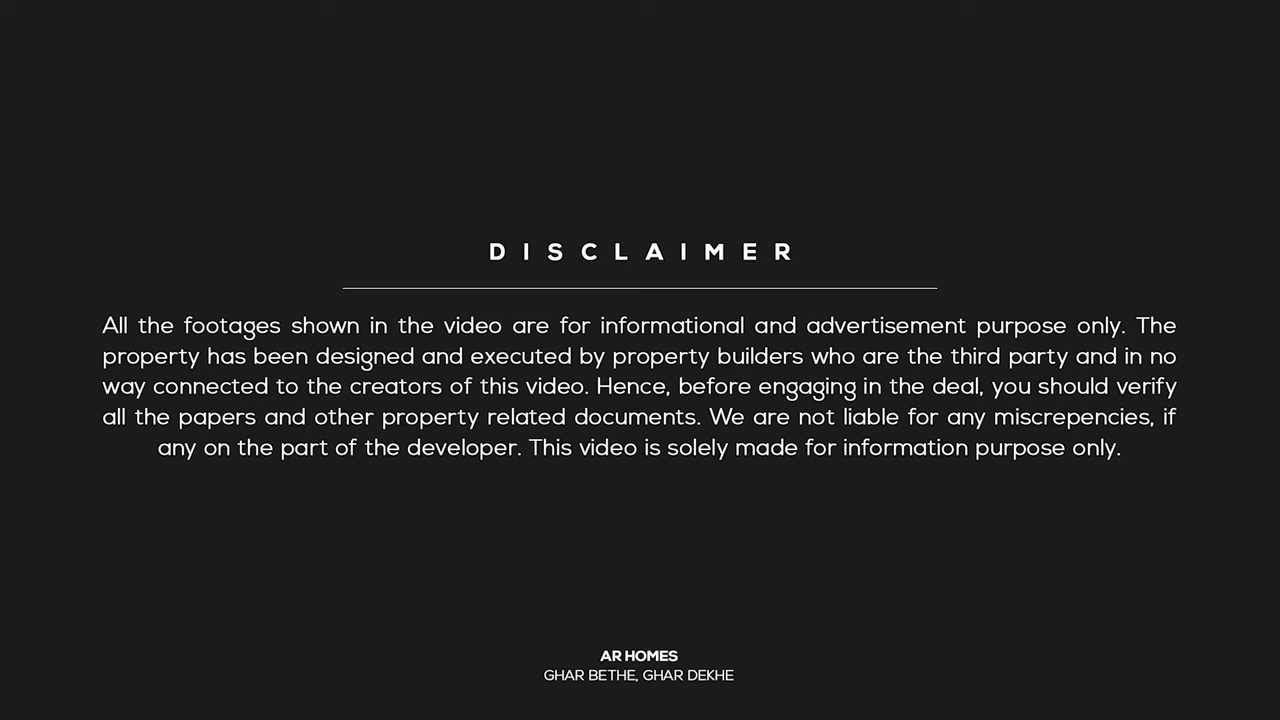 DISCLAIMER
All the footages shown in the video are for informational and advertisement purpose only. The
property has been designed and executed by property builders who are the third party and in no
way connected to the creators of this video. Hence, before engaging in the deal, you should verify
all the papers and other property related documents. We are not liable for any miscrepencies, if
any on the part of the developer. This video is solely made for information purpose only.
AR HOMES
GHAR BETHE, GHAR DEKHE